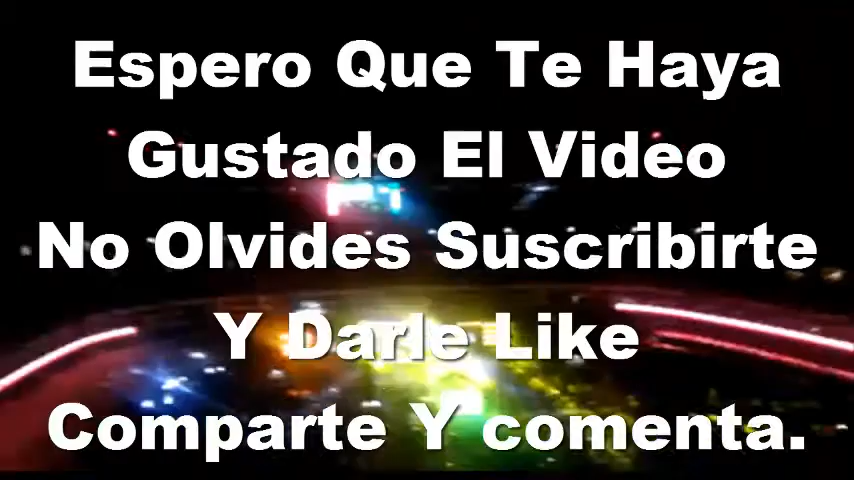 Espero Que Te Haya
Gustado El Video
No Olvides Suscribirte
Y Darle Like
Comparte Y comenta.